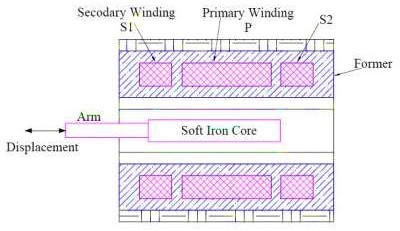 Secodary Winding
S1
Primary Winding
P
S2
Former
Arm
Soft Iron Core
Displacement